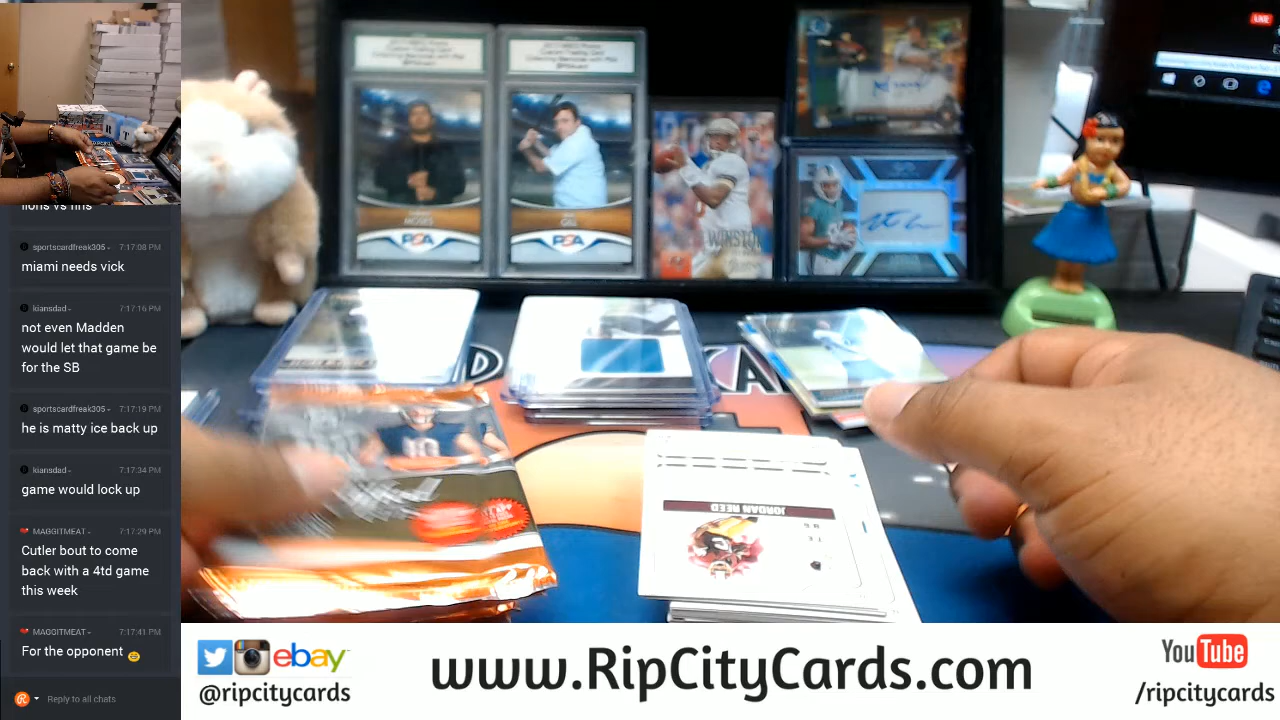 lions vs fins
sportscardfreak305 - 7:17:08 PM
miami needs vick
kiansdad - 7:17:16 PM
not even Madden
would let that game be
for the SB
sportscardfreak305 - 7:17:19 PM
he is matty ice back up
kiansdad - 7:17:34 PM
game would lock up
MAGGITMEAT - 7:17:29 PM
Cutler bout to come
back with a 4td game
this week
MAGGITMEAT - 7:17:41 PM
For the opponent
Reply to all chats
LIVE
PSA
PSA
WINSTON
JORDAN REED
10
ebay
@ripcitycards
www.RipCityCards.com
YouTube
/ripcitycards